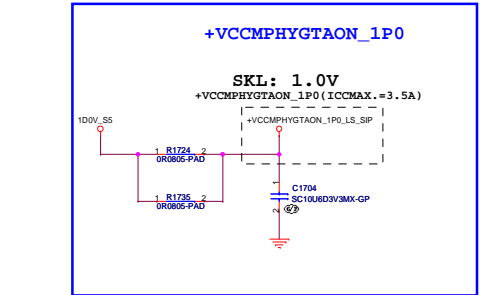 +VCCMPHYGTAON_1P0
SKL: 1.0V
+VCCMPHYGTAON_1P0(ICCMAX.=3.5A)
1D0V_S5
+VCCMPHYGTAON_1P0_LS_SIP
1 R1724 2
0R0805-PAD
1 R1735 2
0R0805-PAD
1
C1704
SC10U6D3V3MX-GP
2